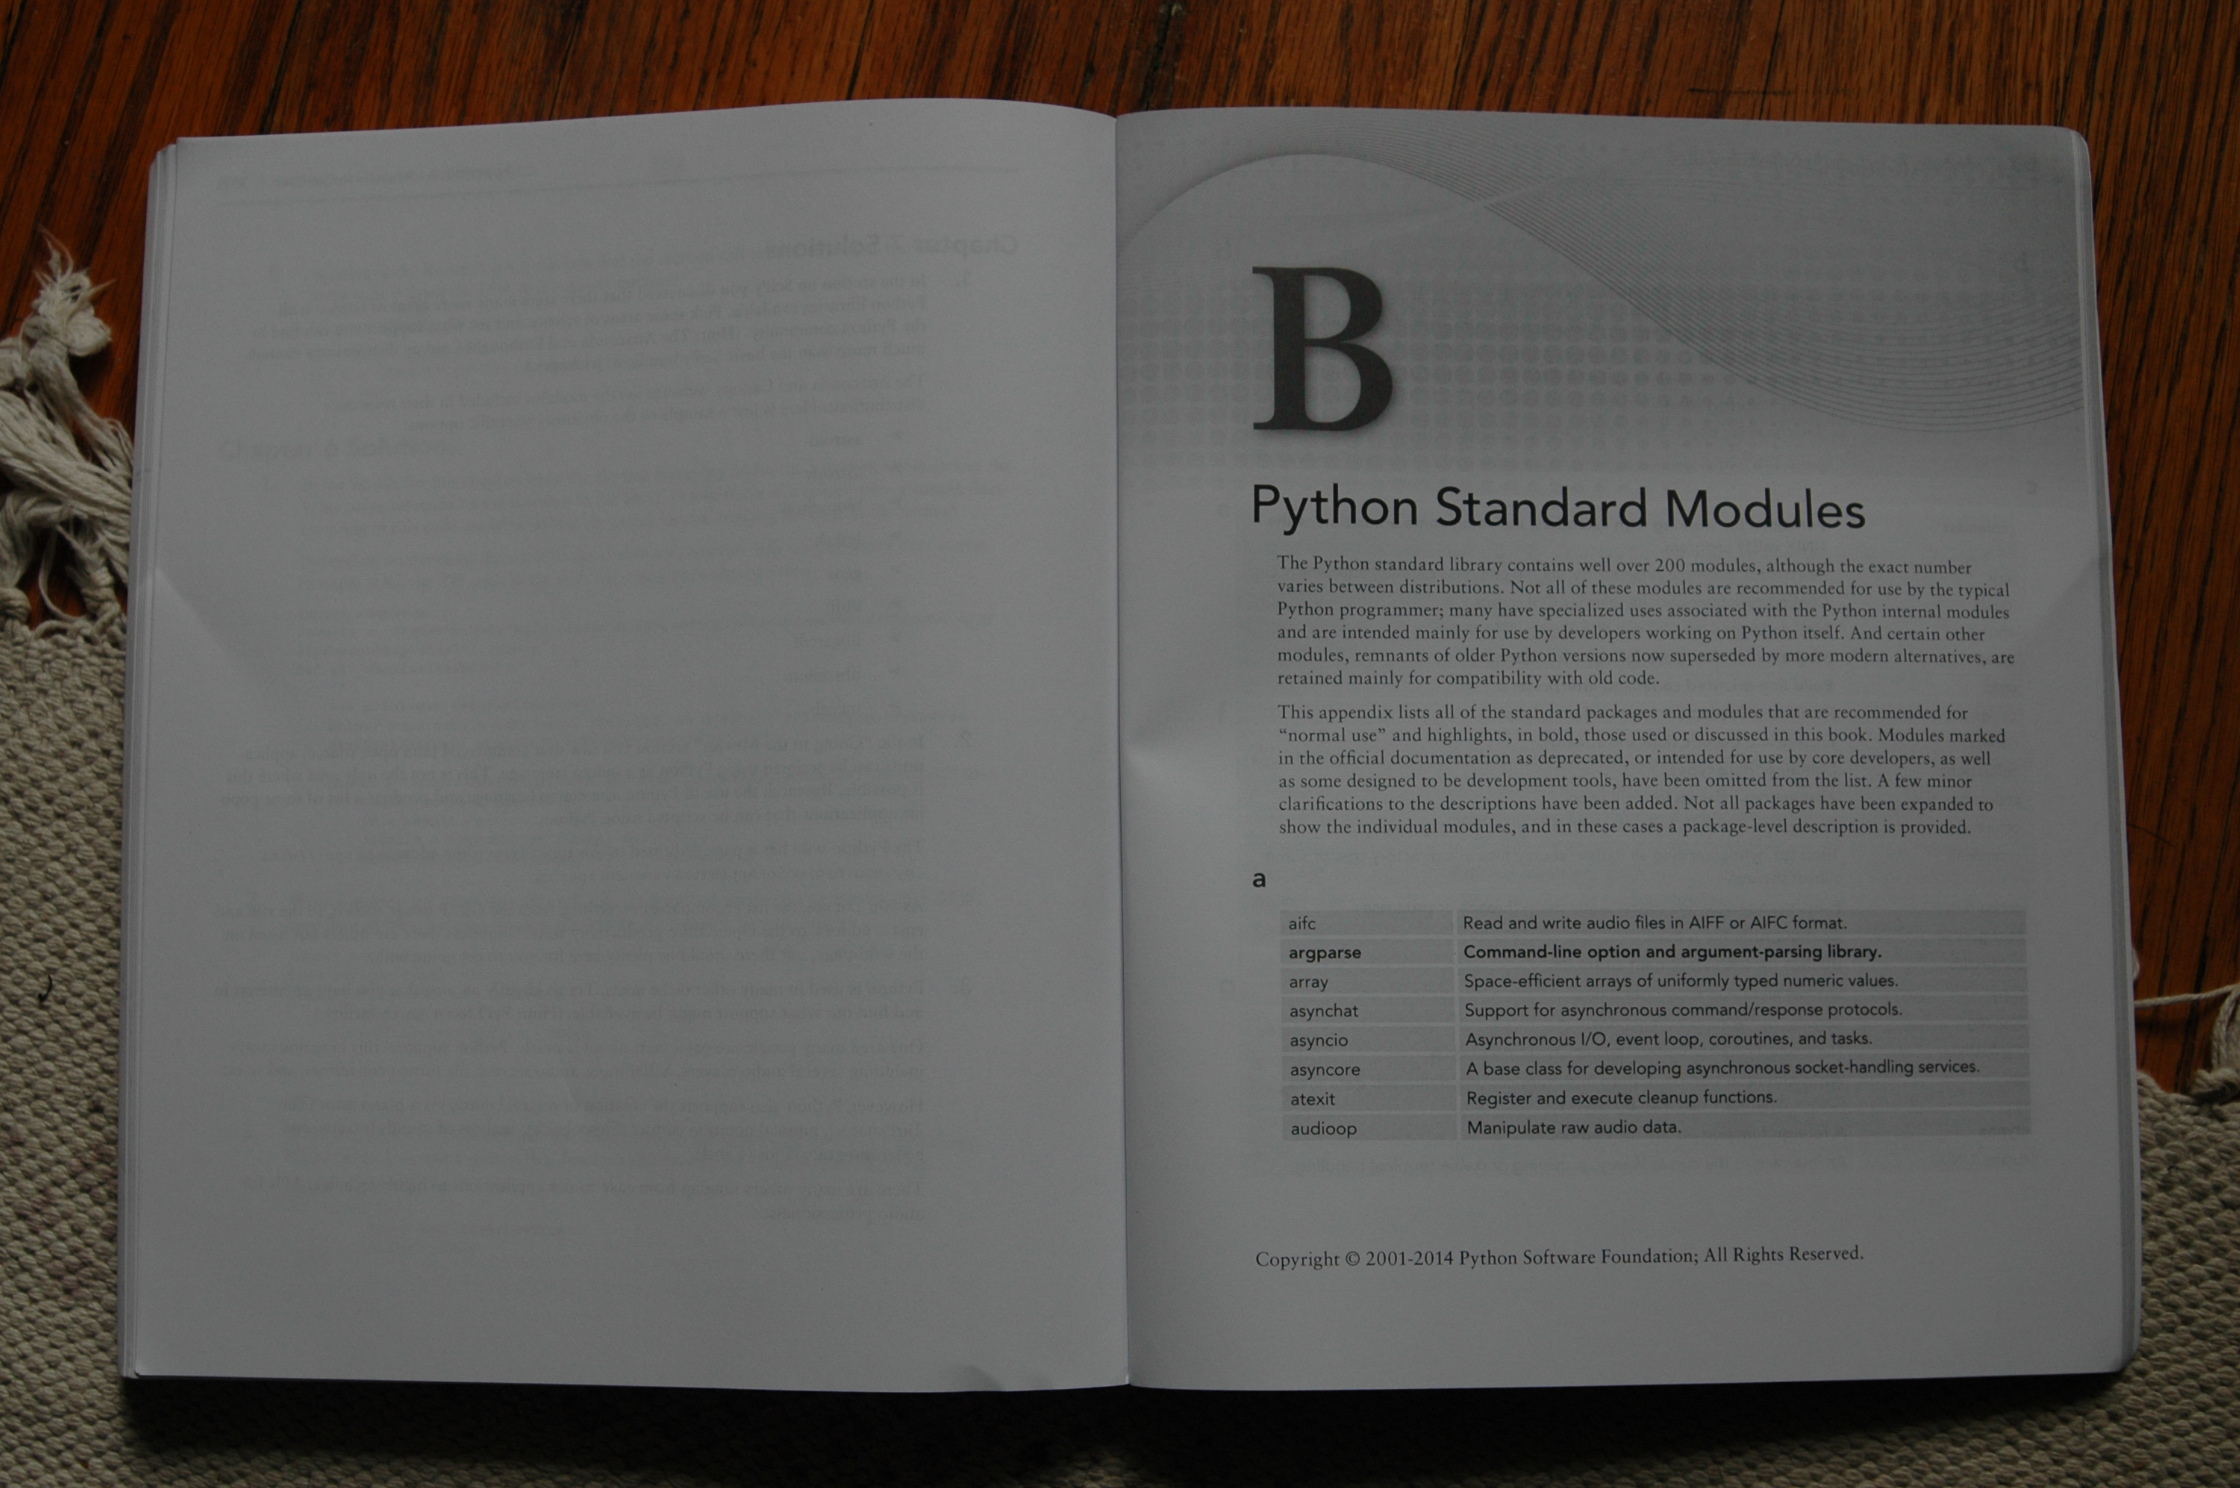 B
Python Standard Modules
The Python standard library contains well over 200 modules, although the exact number
varies between distributions. Not all of these modules are recommended for use by the typical
Python programmer; many have specialized uses associated with the Python internal modules
and are intended mainly for use by developers working on Python itself. And certain other
modules, remnants of older Python versions now superseded by more modern alternatives, are
retained mainly for compatibility with old code.
This appendix lists all of the standard packages and modules that are recommended for
“normal use” and highlights, in bold, those used or discussed in this book. Modules marked
in the official documentation as deprecated, or intended for use by core developers, as well
as some designed to be development tools, have been omitted from the list. A few minor
clarifications to the descriptions have been added. Not all packages have been expanded to
show the individual modules, and in these cases a package-level description is provided.
a
aifc Read and write audio files in AIFF or AIFC format.
argparse Command-line option and argument-parsing library.
array Space-efficient arrays of uniformly typed numeric values.
asynchat Support for asynchronous command/response protocols.
asyncio Asynchronous I/O, event loop, coroutines, and tasks.
asyncore A base class for developing asynchronous socket-handling services.
atexit Register and execute cleanup functions.
audioop Manipulate raw audio data.
Copyright © 2001-2014 Python Software Foundation; All Rights Reserved.